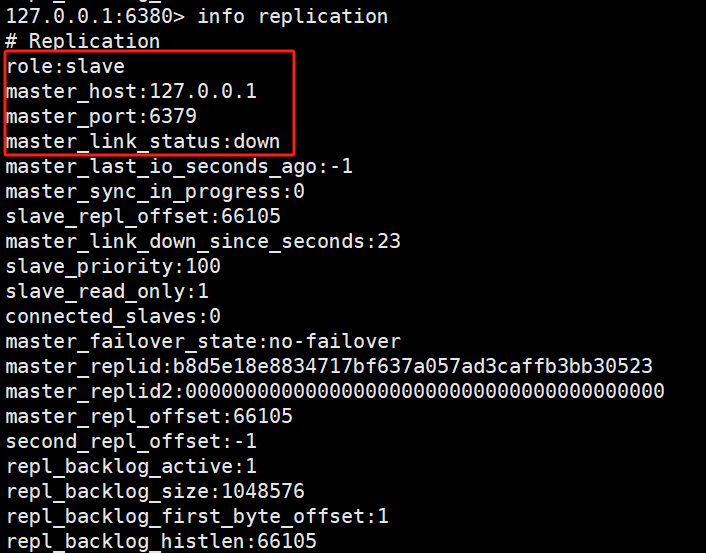 127.0.0.1:6380> info replication
# Replication
role:slave
master_host:127.0.0.1
master_port:6379
master_link_status:down
master_last_io_seconds_ago:-1
master_sync_in_progress:0
slave_repl_offset:66105
master_link_down_since_seconds:23
slave_priority:100
slave_read_only:1
connected_slaves:0
master_failover_state:no-failover
master_replid:b8d5e18e8834717bf637a057ad3caffb3bb30523
master_replid2:0000000000000000000000000000000000000000
master_repl_offset:66105
second_repl_offset:-1
repl_backlog_active:1
repl_backlog_size:1048576
repl_backlog_first_byte_offset:1
repl_backlog_histlen:66105